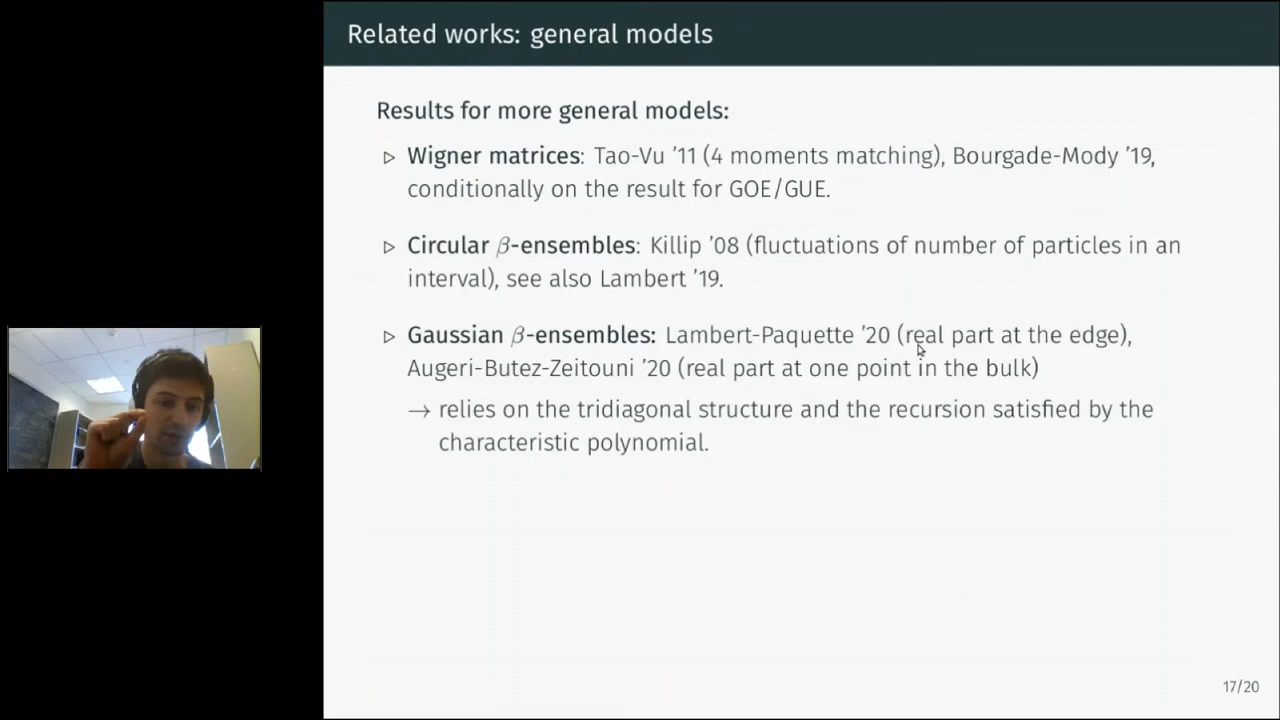 Related works: general models
Results for more general models:
▷ Wigner matrices: Tao-Vu ’11 (4 moments matching), Bourgade-Mody ’19,
conditionally on the result for GOE/GUE.
▷ Circular β-ensembles: Killip ’08 (fluctuations of number of particles in an
interval), see also Lambert ’19.
▷ Gaussian β-ensembles: Lambert-Paquette ’20 (real part at the edge),
Augeri-Butez-Zeitouni ’20 (real part at one point in the bulk)
→ relies on the tridiagonal structure and the recursion satisfied by the
characteristic polynomial.
17/20